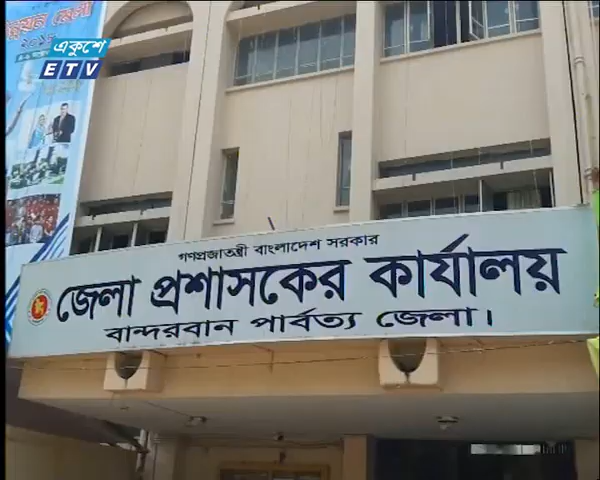 একুশে
ETV
গণপ্রজাতন্ত্রী বাংলাদেশ সরকার
জেলা প্রশাসকের কার্যালয়
বান্দরবান পার্বত্য জেলা।